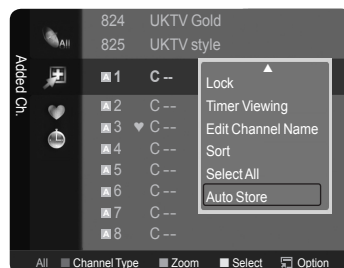 824 UKTV Gold
All
825 UKTV style
Added Ch.
A 1 C --
A 2 C --
A 3 ♥ C --
A 4 C --
A 5 C --
A 6 C --
A 7 C --
A 8 C --
▲
Lock
Timer Viewing
Edit Channel Name
Sort
Select All
Auto Store
All Channel Type Zoom Select Option